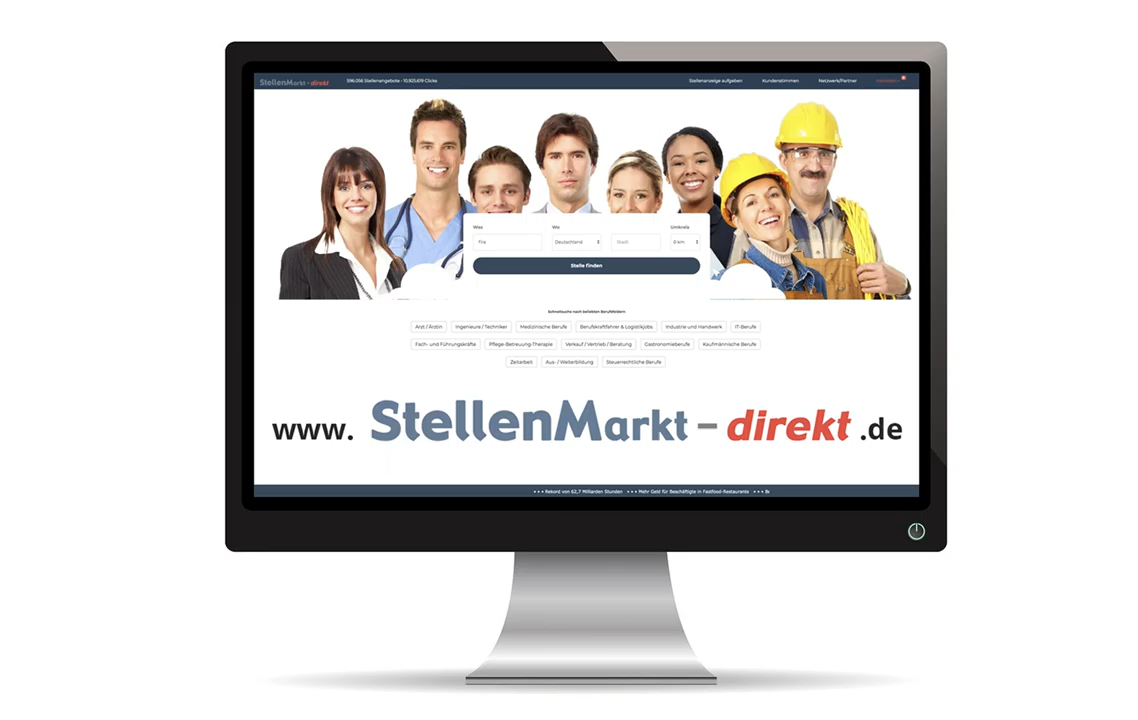 StellenMarkt - direkt 596.056 Stellenangebote - 10.925.619 Clicks Stellenanzeige aufgeben Kundenstimmen Netzwerk/Partner
Was Wo Umkreis
Deutschland Stadt 0 km
Stelle finden
Schnellsuche nach beliebten Berufsfeldern
Arzt / Ärztin Ingenieure / Techniker Medizinische Berufe Berufskraftfahrer & Logistikjobs Industrie und Handwerk IT-Berufe
Fach- und Führungskräfte Pflege-Betreuung-Therapie Verkauf / Vertrieb / Beratung Gastronomieberufe Kaufmännische Berufe
Zeitarbeit Aus- / Weiterbildung Steuerrechtliche Berufe
www. StellenMarkt - direkt .de
• • • Rekord von 62,7 Milliarden Stunden • • • Mehr Geld für Beschäftigte in Fastfood-Restaurants • • •